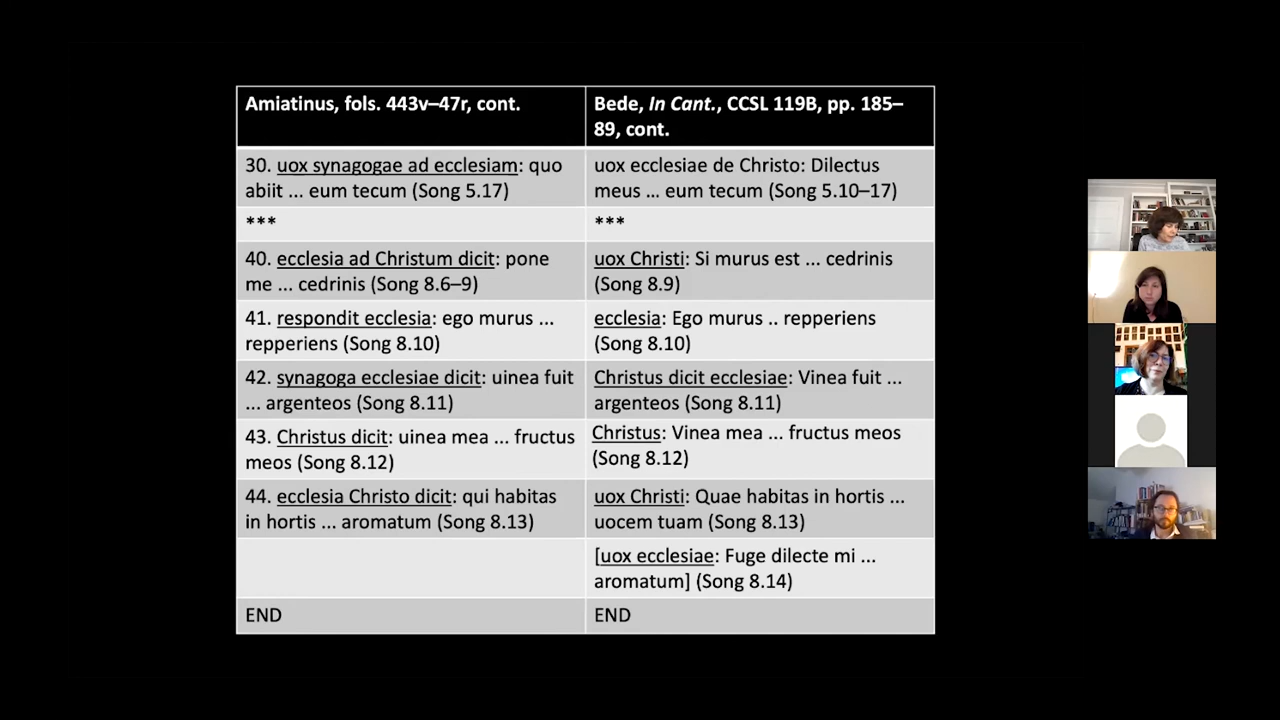 Amiatinus, fols. 443v–47r, cont.
Bede, In Cant., CCSL 119B, pp. 185–
89, cont.
30. uox synagogae ad ecclesiam: quo
abiit ... eum tecum (Song 5.17)
uox ecclesiae de Christo: Dilectus
meus ... eum tecum (Song 5.10–17)
***
***
40. ecclesia ad Christum dicit: pone
me ... cedrinis (Song 8.6–9)
uox Christi: Si murus est ... cedrinis
(Song 8.9)
41. respondit ecclesia: ego murus ...
repperiens (Song 8.10)
ecclesia: Ego murus .. repperiens
(Song 8.10)
42. synagoga ecclesiae dicit: uinea fuit
... argenteos (Song 8.11)
Christus dicit ecclesiae: Vinea fuit ...
argenteos (Song 8.11)
43. Christus dicit: uinea mea ... fructus
meos (Song 8.12)
Christus: Vinea mea ... fructus meos
(Song 8.12)
44. ecclesia Christo dicit: qui habitas
in hortis ... aromatum (Song 8.13)
uox Christi: Quae habitas in hortis ...
uocem tuam (Song 8.13)
[uox ecclesiae: Fuge dilecte mi ...
aromatum] (Song 8.14)
END
END